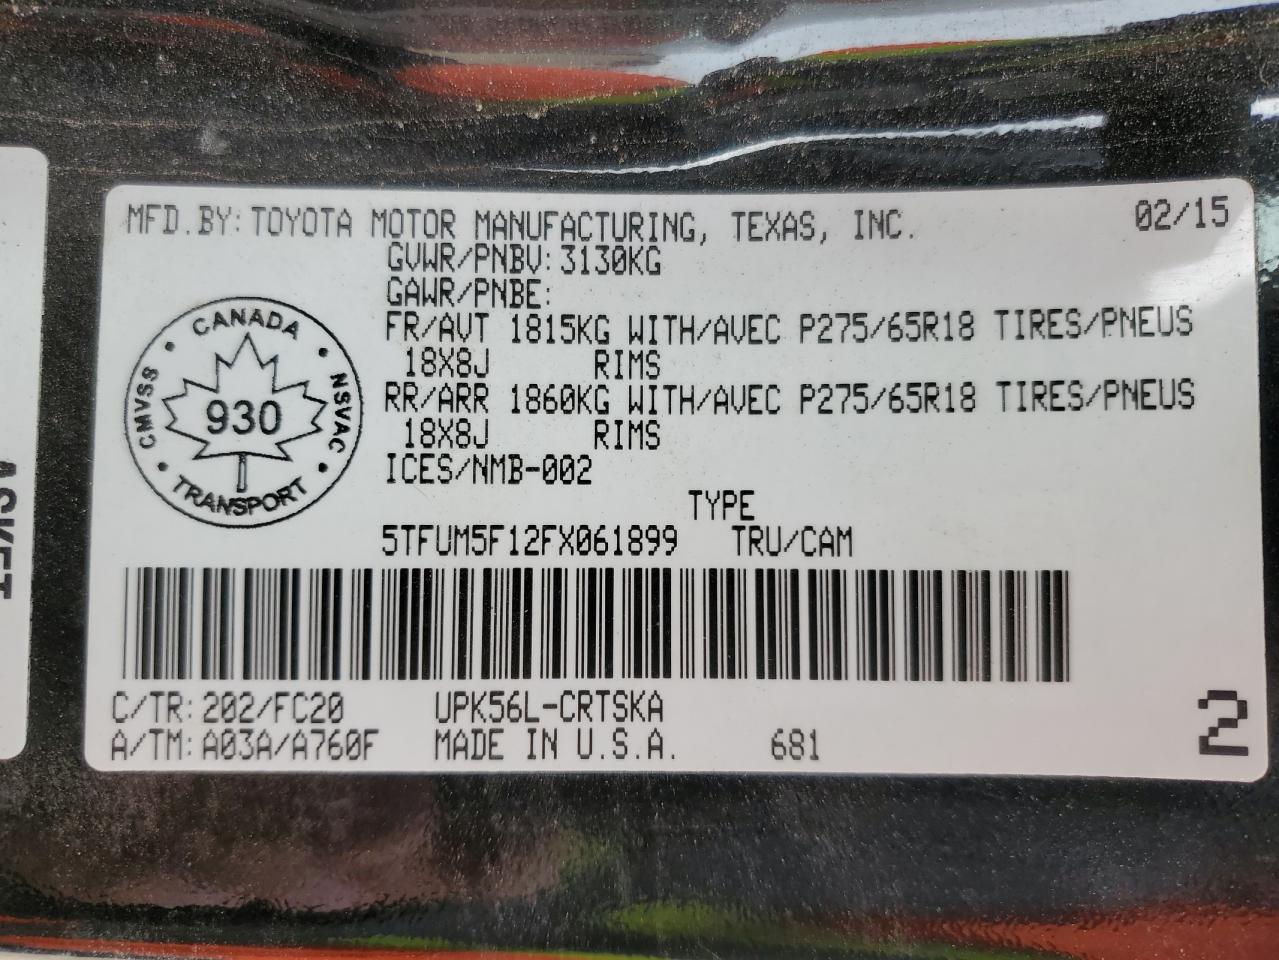 MFD.BY: TOYOTA MOTOR MANUFACTURING, TEXAS, INC. 02/15
GVWR/PNBV: 3130KG
GAWR/PNBE:
FR/AVT 1815KG WITH/AVEC P275/65R18 TIRES/PNEUS
18X8J RIMS
RR/ARR 1860KG WITH/AVEC P275/65R18 TIRES/PNEUS
18X8J RIMS
ICES/NMB-002
CANADA
CMVSS 930 NSVAC
TRANSPORT
TYPE
5TFUM5F12FX061899 TRU/CAM
C/TR: 202/FC20 UPK56L-CRTSKA
A/TM: A03A/A760F MADE IN U.S.A. 681 2